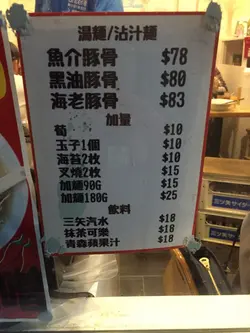 湯麵/沾汁麵
魚介豚骨 $78
黑油豚骨 $80
海老豚骨 $83
加量
筍 $10
玉子1個 $10
海苔2枚 $10
叉燒2枚 $15
加麵90G $15
加麵180G $25
飲料
三矢汽水 $18
抹茶可樂 $18
青森蘋果汁 $18